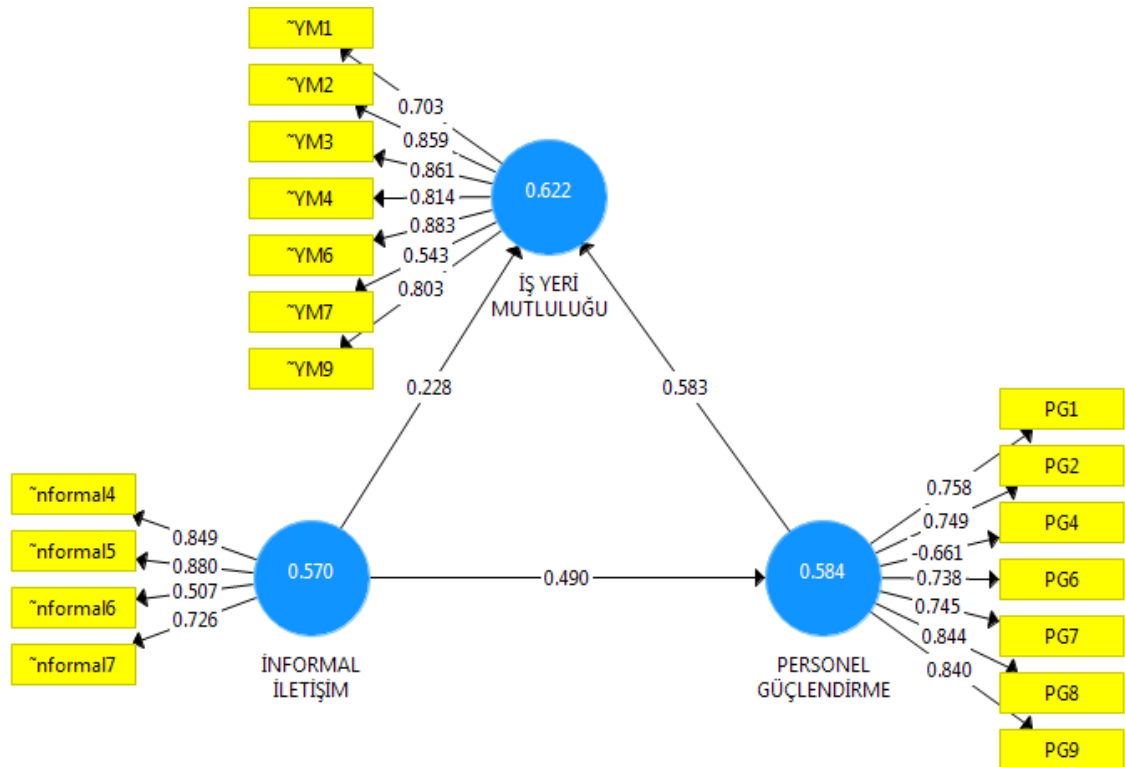 ~YM1
~YM2
~YM3
~YM4
~YM6
~YM7
~YM9
0.703
0.859
0.861
0.814
0.883
0.543
0.803
0.622
İŞ YERİ
MUTLULUĞU
0.228
0.583
~nformal4
~nformal5
~nformal6
~nformal7
0.849
0.880
0.507
0.726
0.570
İNFORMAL
İLETİŞİM
0.490
0.584
PERSONEL
GÜÇLENDİRME
0.758
0.749
-0.661
0.738
0.745
0.844
0.840
PG1
PG2
PG4
PG6
PG7
PG8
PG9